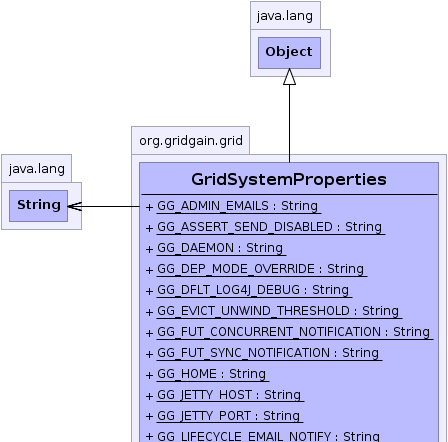 java.lang
Object
org.gridgain.grid
java.lang
GridSystemProperties
String
+ GG_ADMIN_EMAILS : String
+ GG_ASSERT_SEND_DISABLED : String
+ GG_DAEMON : String
+ GG_DEP_MODE_OVERRIDE : String
+ GG_DFLT_LOG4J_DEBUG : String
+ GG_EVICT_UNWIND_THRESHOLD : String
+ GG_FUT_CONCURRENT_NOTIFICATION : String
+ GG_FUT_SYNC_NOTIFICATION : String
+ GG_HOME : String
+ GG_JETTY_HOST : String
+ GG_JETTY_PORT : String
+ GG_LIFECYCLE_EMAIL_NOTIFY : String